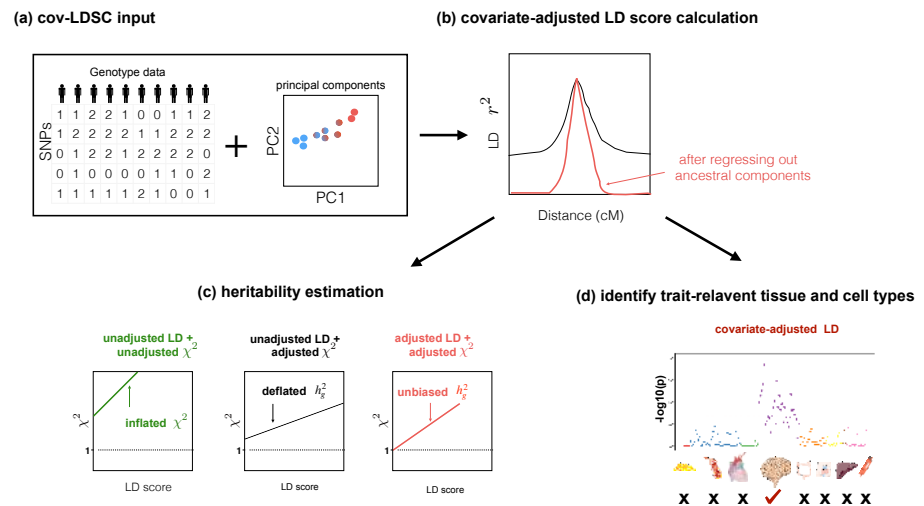 (a) cov-LDSC input
(b) covariate-adjusted LD score calculation
Genotype data
SNPs
1 1 2 2 1 0 0 1 1 2
1 2 2 2 2 1 1 2 2 2
0 1 2 2 1 2 2 2 2 0
0 0 1 0 1 1 0 1 0 2
1 1 1 1 1 2 1 0 0 1
+
principal components
PC2
PC1
LD r²
after regressing out
ancestral components
Distance (cM)
(c) heritability estimation
unadjusted LD +
unadjusted χ²
χ²
inflated χ²
1
LD score
unadjusted LD +
adjusted χ²
χ²
deflated h²g
1
LD score
adjusted LD +
adjusted χ²
χ²
unbiased h²g
1
LD score
(d) identify trait-relavent tissue and cell types
covariate-adjusted LD
-log10(p)
x x x ✓ x x x x